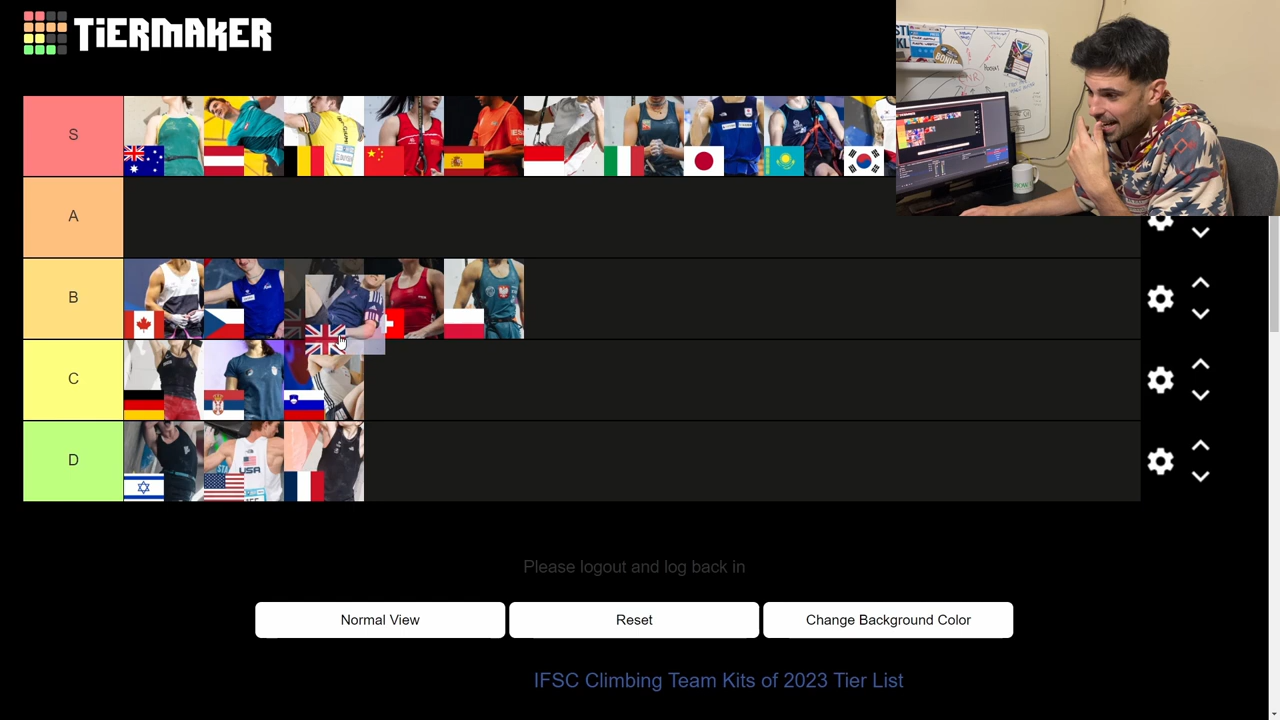 TiERMAKER
S
A
B
C
USA
D
Please logout and log back in
Normal View
Reset
Change Background Color
IFSC Climbing Team Kits of 2023 Tier List